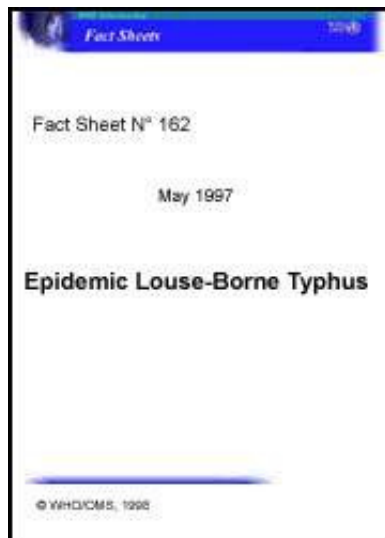 Fact Sheets
Fact Sheet N° 162
May 1997
Epidemic Louse-Borne Typhus
© WHO/OMS, 1998